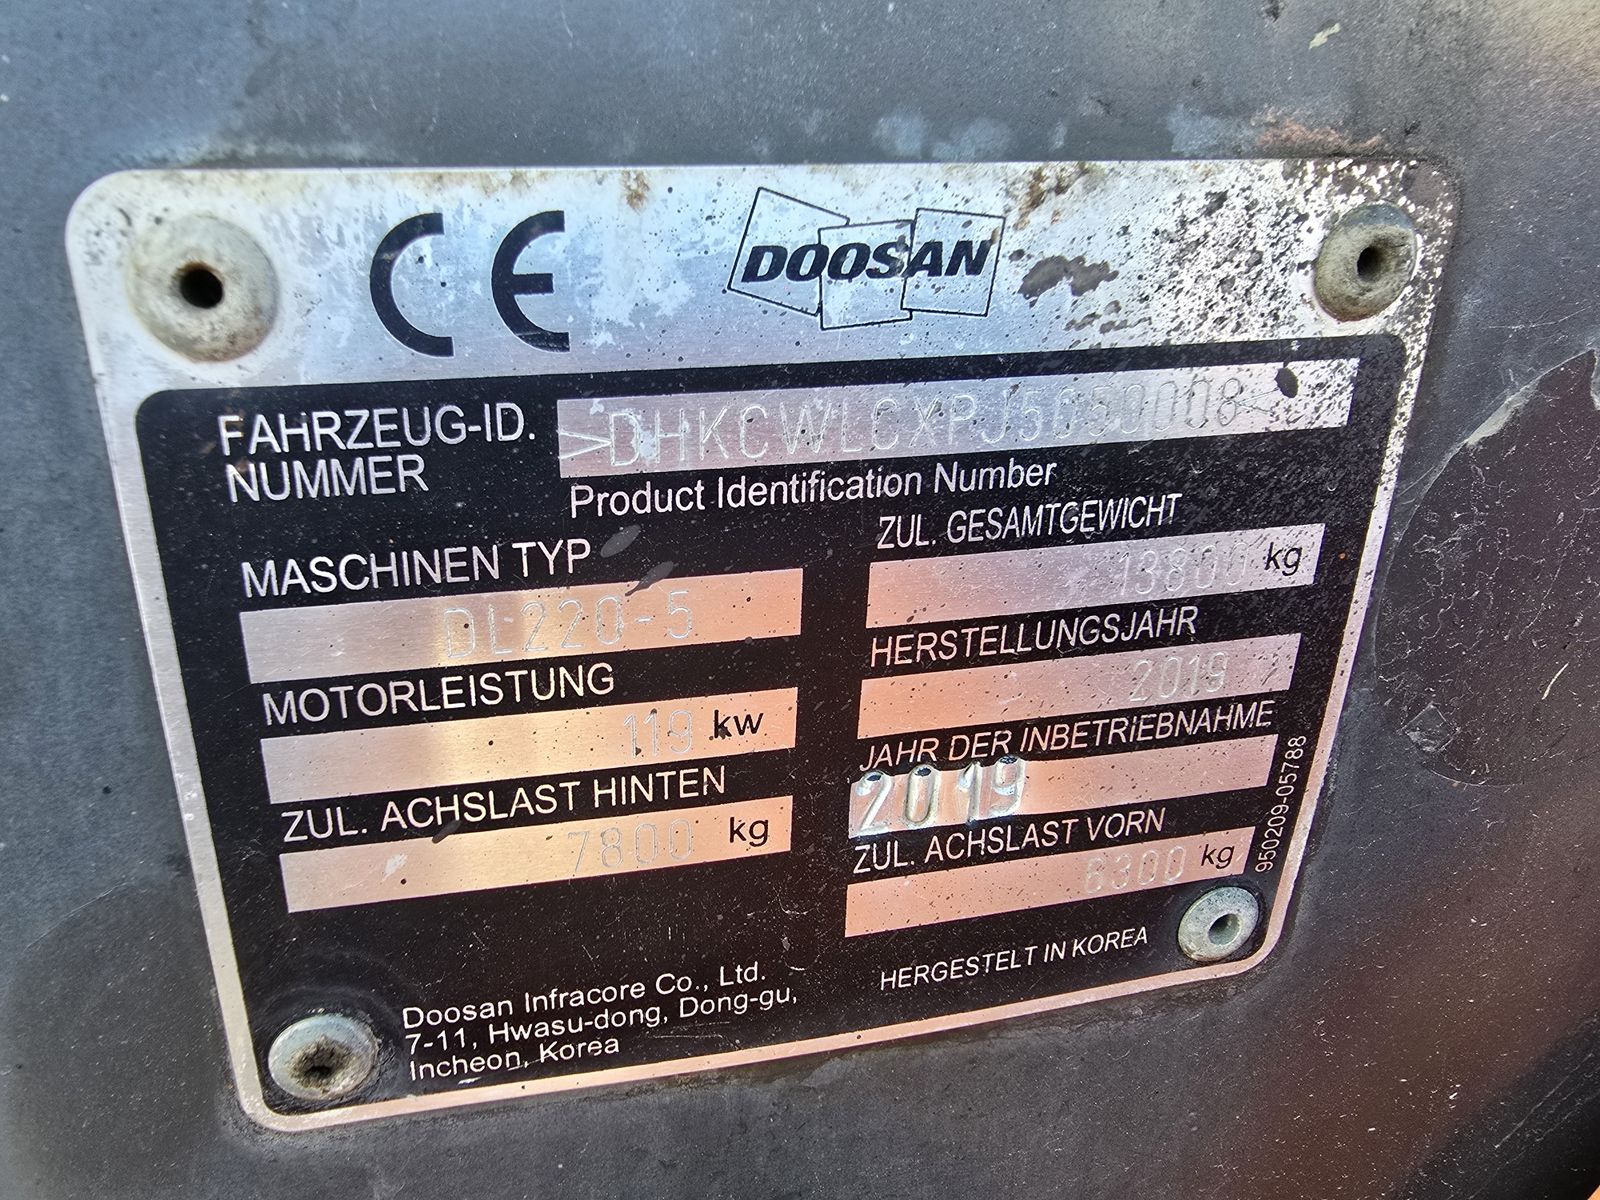 CE
DOOSAN
FAHRZEUG-ID. NUMMER
>DHKCWLCXPJ5050008<
Product Identification Number
MASCHINEN TYP
DL220-5
ZUL. GESAMTGEWICHT
13800 kg
MOTORLEISTUNG
119 kw
HERSTELLUNGSJAHR
2019
ZUL. ACHSLAST HINTEN
7800 kg
JAHR DER INBETRIEBNAHME
2019
ZUL. ACHSLAST VORN
6300 kg
950209-05788
Doosan Infracore Co., Ltd.
7-11, Hwasu-dong, Dong-gu,
Incheon, Korea
HERGESTELT IN KOREA